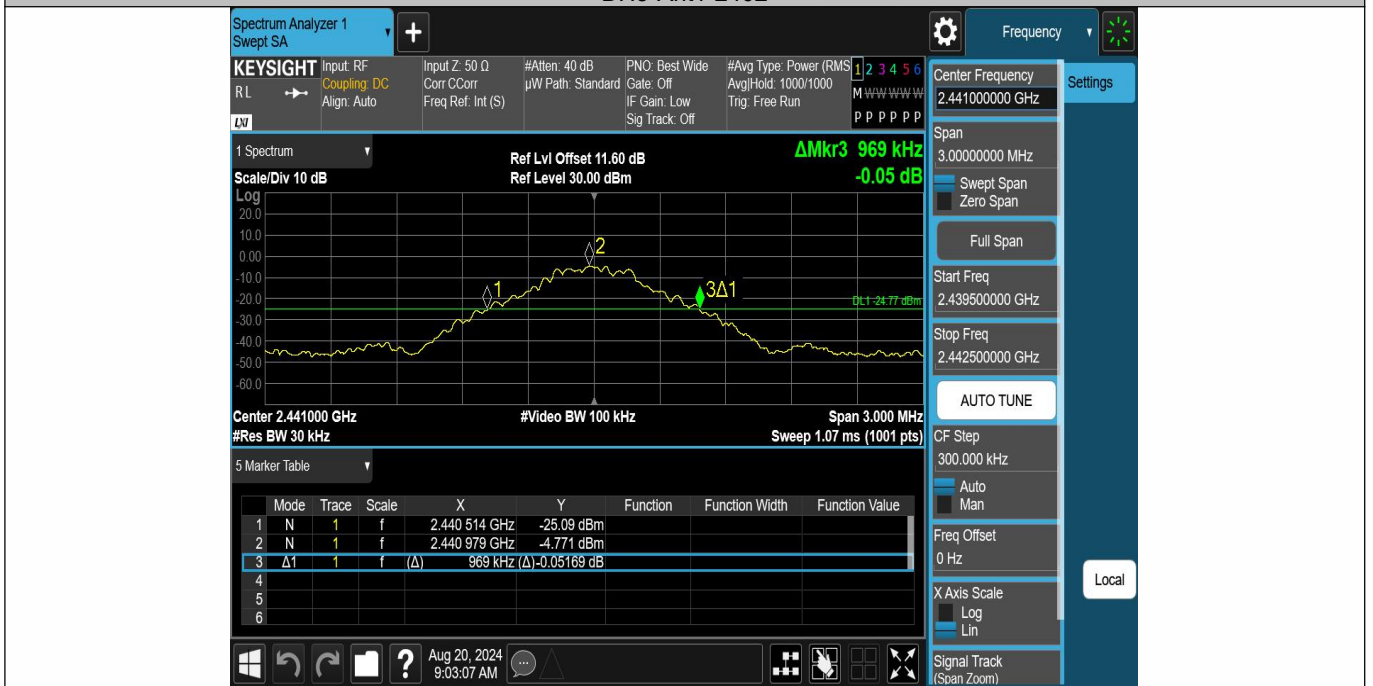 Spectrum Analyzer 1
Swept SA
Frequency
KEYSIGHT
RL
LXI
Input: RF
Coupling: DC
Align: Auto
Input Z: 50 Ω
Corr CCorr
Freq Ref: Int (S)
#Atten: 40 dB
µW Path: Standard
PNO: Best Wide
Gate: Off
IF Gain: Low
Sig Track: Off
#Avg Type: Power (RMS
Avg|Hold: 1000/1000
Trig: Free Run
1 2 3 4 5 6
M W W W W W
P P P P P P
1 Spectrum
Scale/Div 10 dB
Ref Lvl Offset 11.60 dB
Ref Level 30.00 dBm
ΔMkr3 969 kHz
-0.05 dB
Log
20.0
10.0
0.00
-10.0
-20.0
-30.0
-40.0
-50.0
-60.0
1
2
3Δ1
DL1 -24.77 dBm
Center 2.441000 GHz
#Video BW 100 kHz
Span 3.000 MHz
#Res BW 30 kHz
Sweep 1.07 ms (1001 pts)
5 Marker Table
Mode Trace Scale X Y Function Function Width Function Value
1 N 1 f 2.440 514 GHz -25.09 dBm
2 N 1 f 2.440 979 GHz -4.771 dBm
3 Δ1 1 f (Δ) 969 kHz (Δ)-0.05169 dB
4
5
6
?
Aug 20, 2024
9:03:07 AM
Center Frequency
2.441000000 GHz
Span
3.00000000 MHz
Swept Span
Zero Span
Full Span
Start Freq
2.439500000 GHz
Stop Freq
2.442500000 GHz
AUTO TUNE
CF Step
300.000 kHz
Auto
Man
Freq Offset
0 Hz
X Axis Scale
Log
Lin
Signal Track
(Span Zoom)
Settings
Local